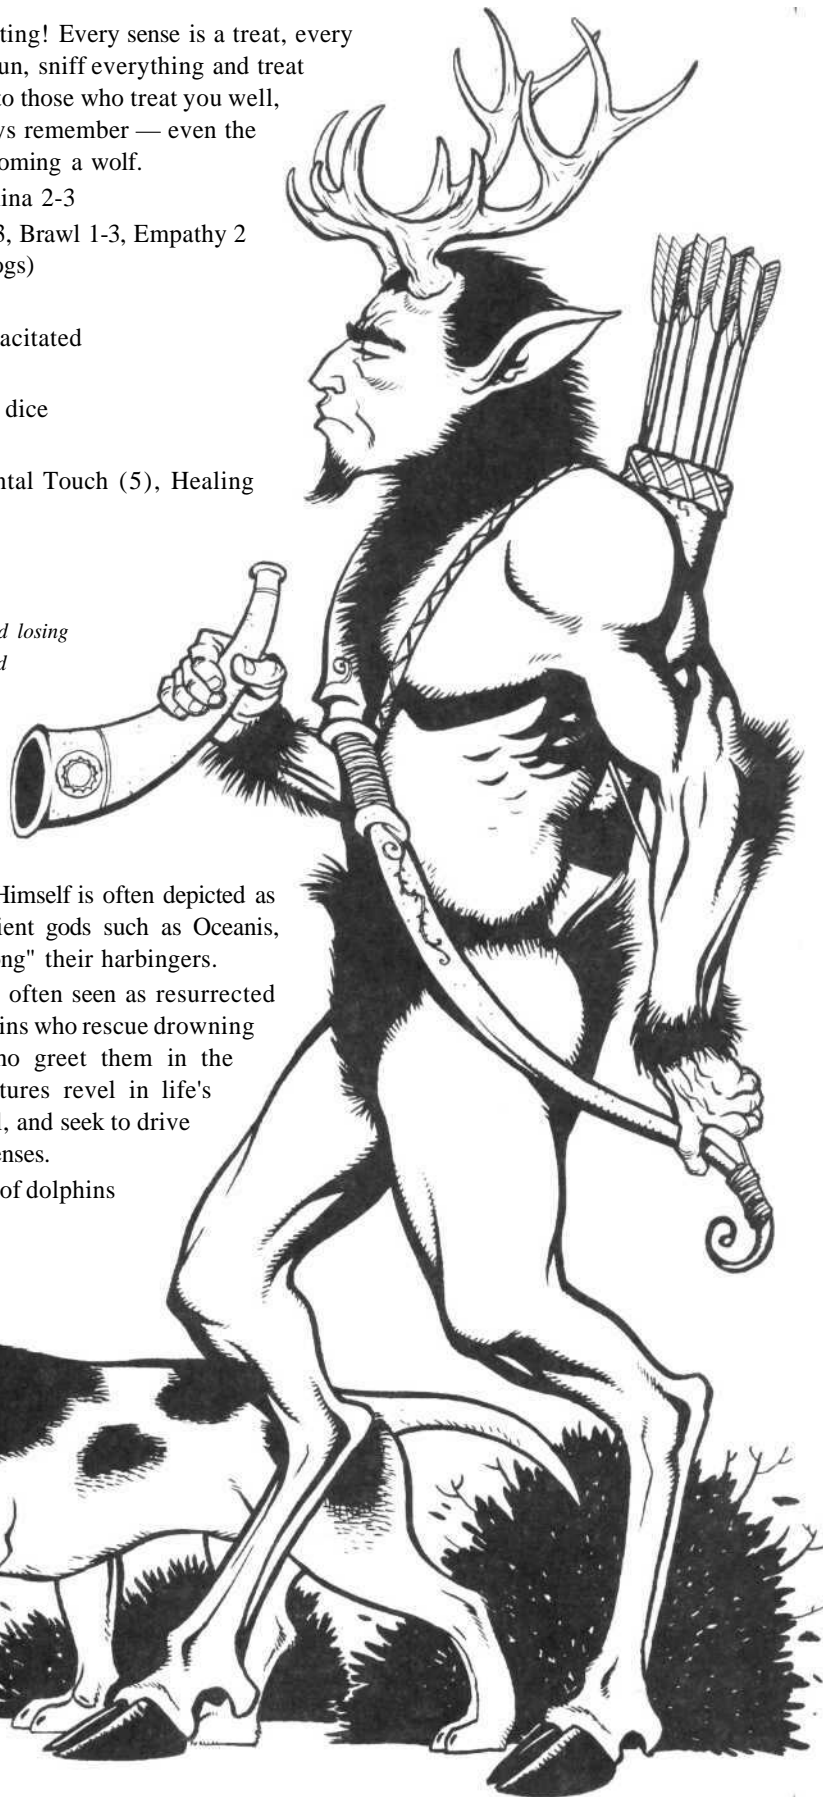 ting! Every sense is a treat, every
un, sniff everything and treat
to those who treat you well,
ys remember — even the
oming a wolf.
ina 2-3
3, Brawl 1-3, Empathy 2
ogs)
acitated
dice
ntal Touch (5), Healing
d losing
d
Himself is often depicted as
ient gods such as Oceanis,
ong" their harbingers.
often seen as resurrected
ins who rescue drowning
no greet them in the
tures revel in life's
l, and seek to drive
enses.
of dolphins